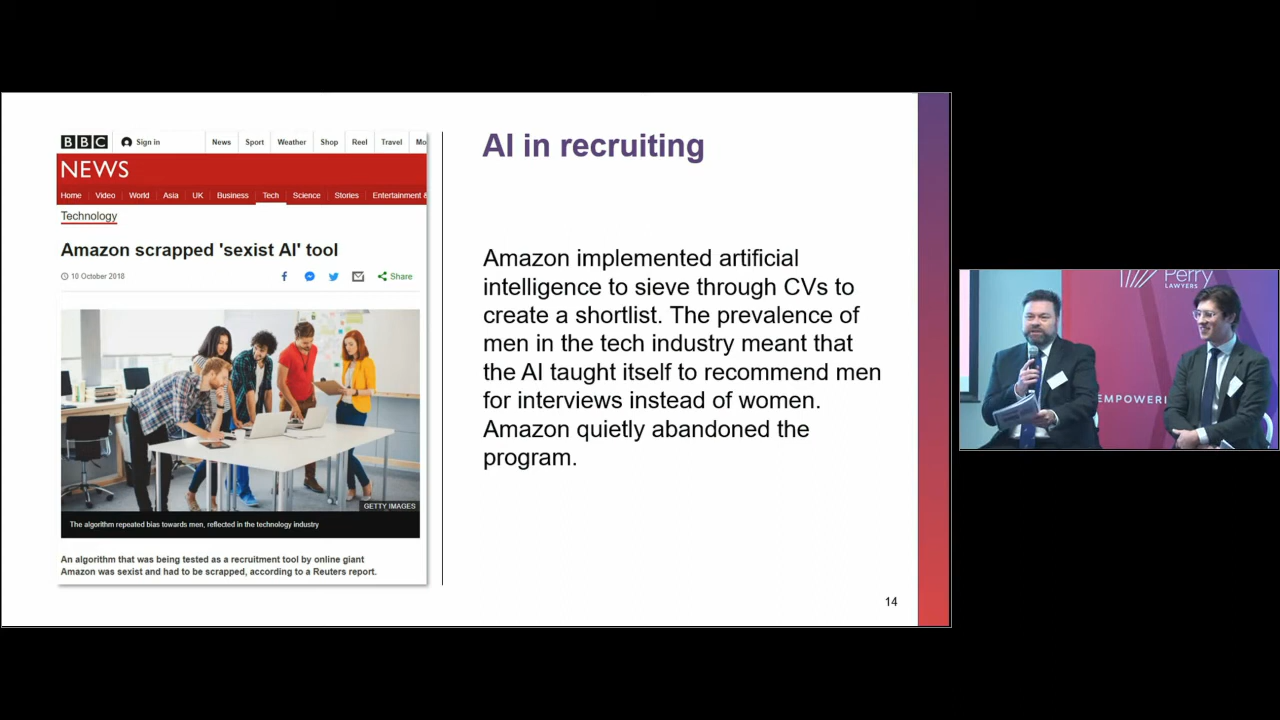 BBC
Sign in
News Sport Weather Shop Reel Travel Mo
NEWS
Home Video World Asia UK Business Tech Science Stories Entertainment &
Technology
Amazon scrapped 'sexist AI' tool
10 October 2018
Share
GETTY IMAGES
The algorithm repeated bias towards men, reflected in the technology industry
An algorithm that was being tested as a recruitment tool by online giant
Amazon was sexist and had to be scrapped, according to a Reuters report.
AI in recruiting
Amazon implemented artificial
intelligence to sieve through CVs to
create a shortlist. The prevalence of
men in the tech industry meant that
the AI taught itself to recommend men
for interviews instead of women.
Amazon quietly abandoned the
program.
14
Perry
LAWYERS
EMPOWERI